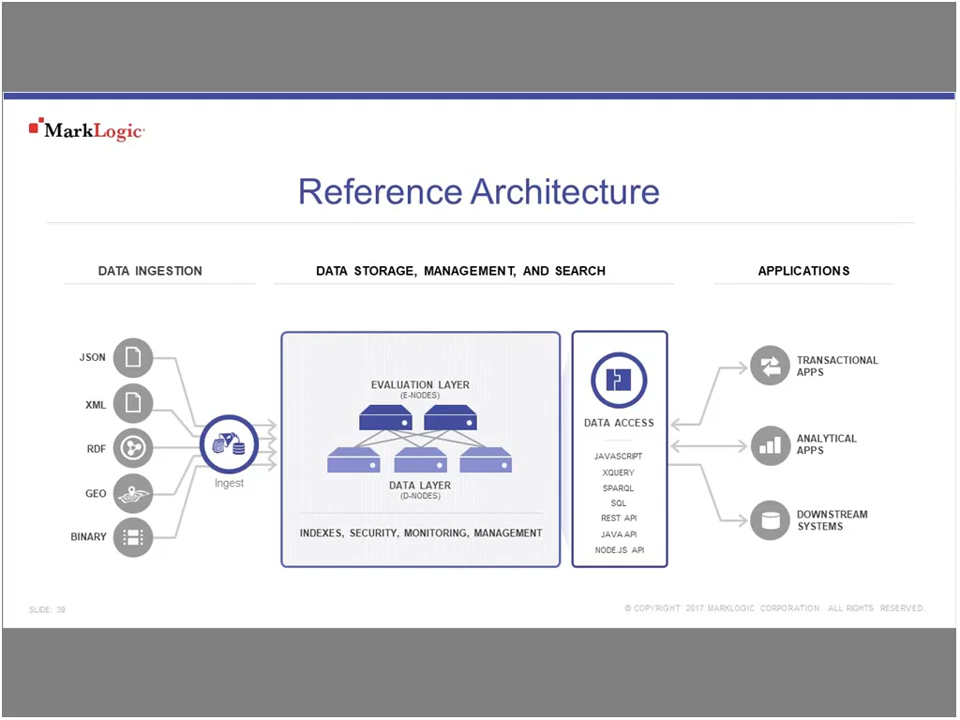 MarkLogic
Reference Architecture
DATA INGESTION
DATA STORAGE, MANAGEMENT, AND SEARCH
APPLICATIONS
JSON
XML
RDF
GEO
BINARY
Ingest
EVALUATION LAYER
(E-NODES)
DATA LAYER
(D-NODES)
INDEXES, SECURITY, MONITORING, MANAGEMENT
DATA ACCESS
JAVASCRIPT
XQUERY
SPARQL
SQL
REST API
JAVA API
NODE.JS API
TRANSACTIONAL
APPS
ANALYTICAL
APPS
DOWNSTREAM
SYSTEMS
SLIDE: 39
© COPYRIGHT 2017 MARKLOGIC CORPORATION. ALL RIGHTS RESERVED.